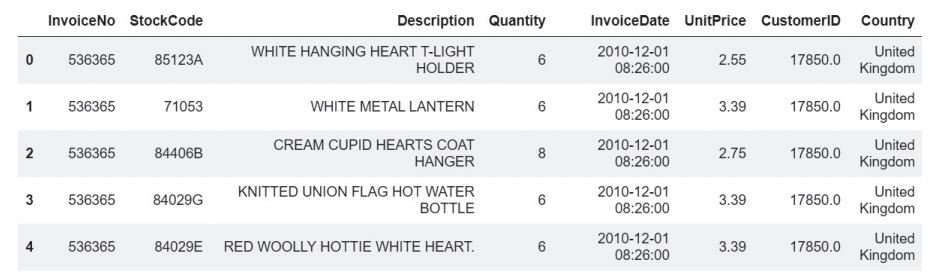 InvoiceNo StockCode Description Quantity InvoiceDate UnitPrice CustomerID Country
0 536365 85123A WHITE HANGING HEART T-LIGHT HOLDER 6 2010-12-01 08:26:00 2.55 17850.0 United Kingdom
1 536365 71053 WHITE METAL LANTERN 6 2010-12-01 08:26:00 3.39 17850.0 United Kingdom
2 536365 84406B CREAM CUPID HEARTS COAT HANGER 8 2010-12-01 08:26:00 2.75 17850.0 United Kingdom
3 536365 84029G KNITTED UNION FLAG HOT WATER BOTTLE 6 2010-12-01 08:26:00 3.39 17850.0 United Kingdom
4 536365 84029E RED WOOLLY HOTTIE WHITE HEART. 6 2010-12-01 08:26:00 3.39 17850.0 United Kingdom